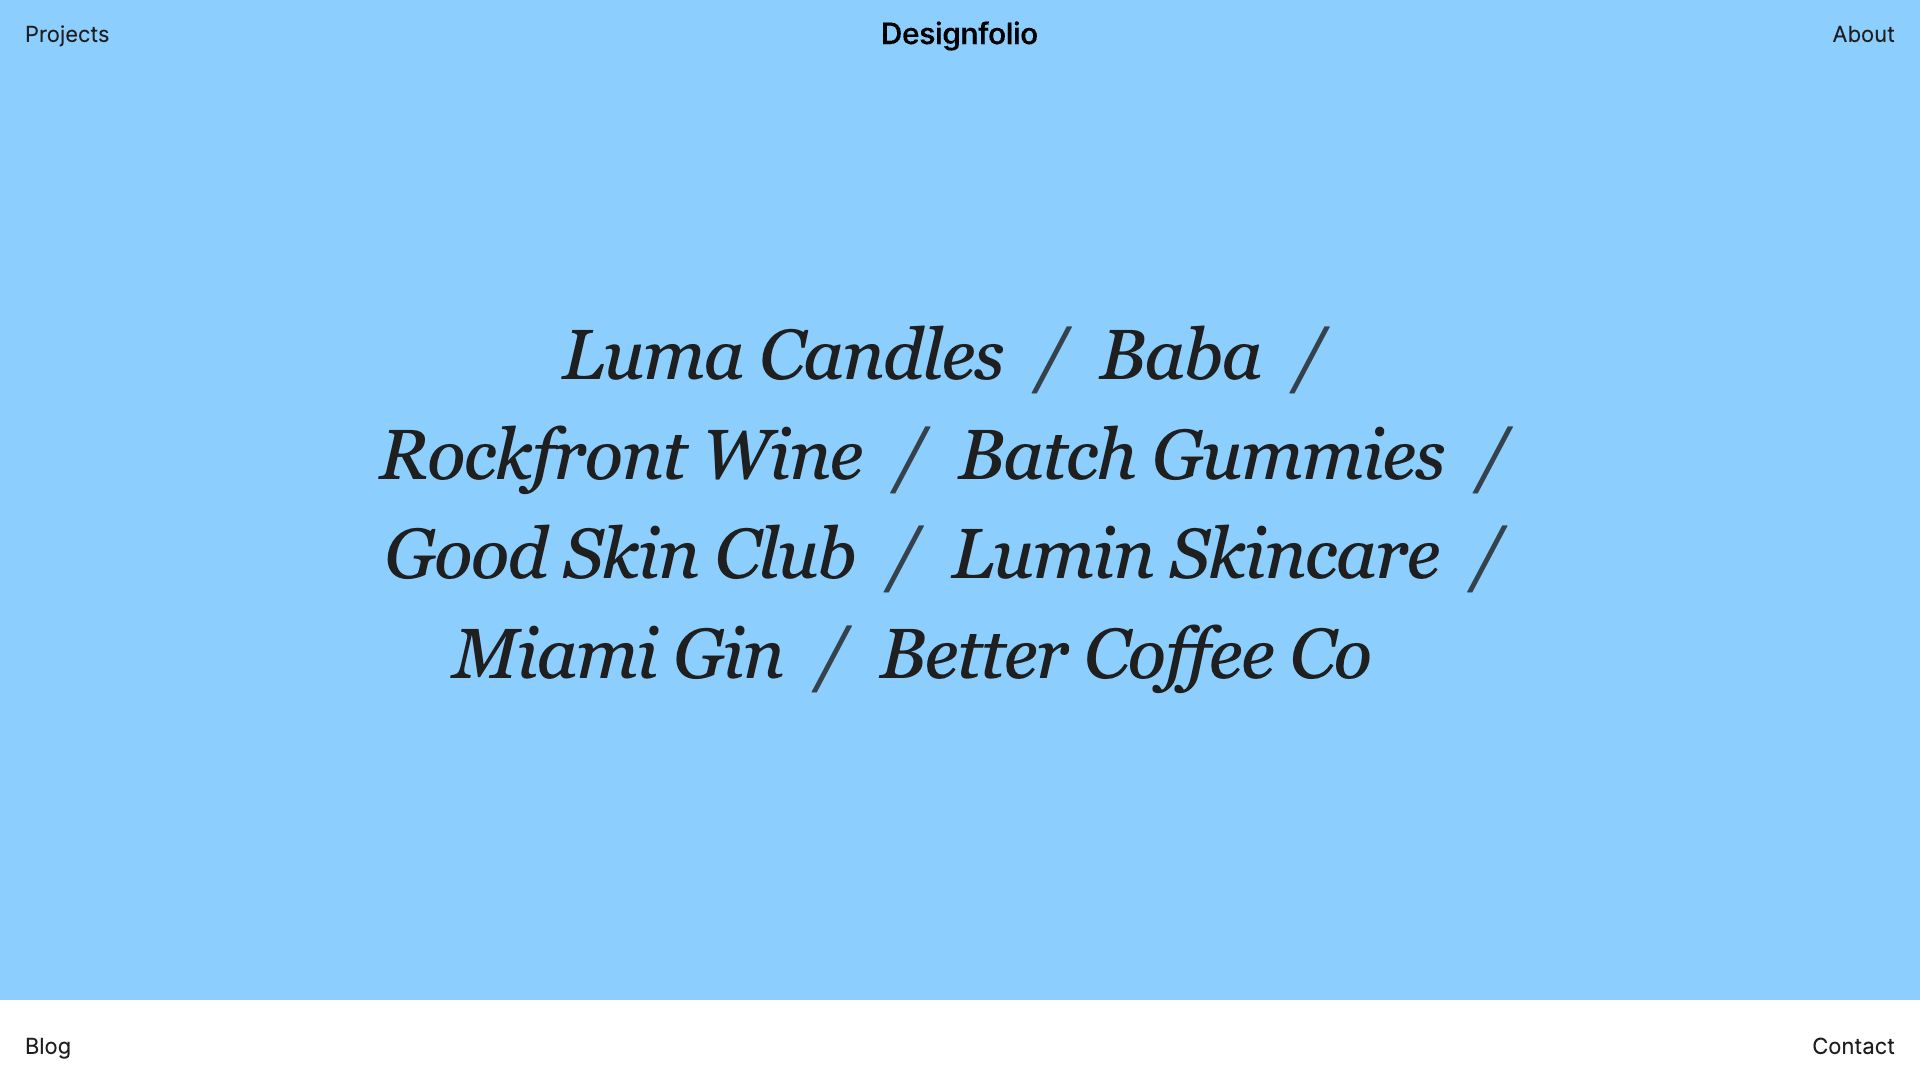 Projects
Designfolio
About
Luma Candles / Baba /
Rockfront Wine / Batch Gummies /
Good Skin Club / Lumin Skincare /
Miami Gin / Better Coffee Co
Blog
Contact